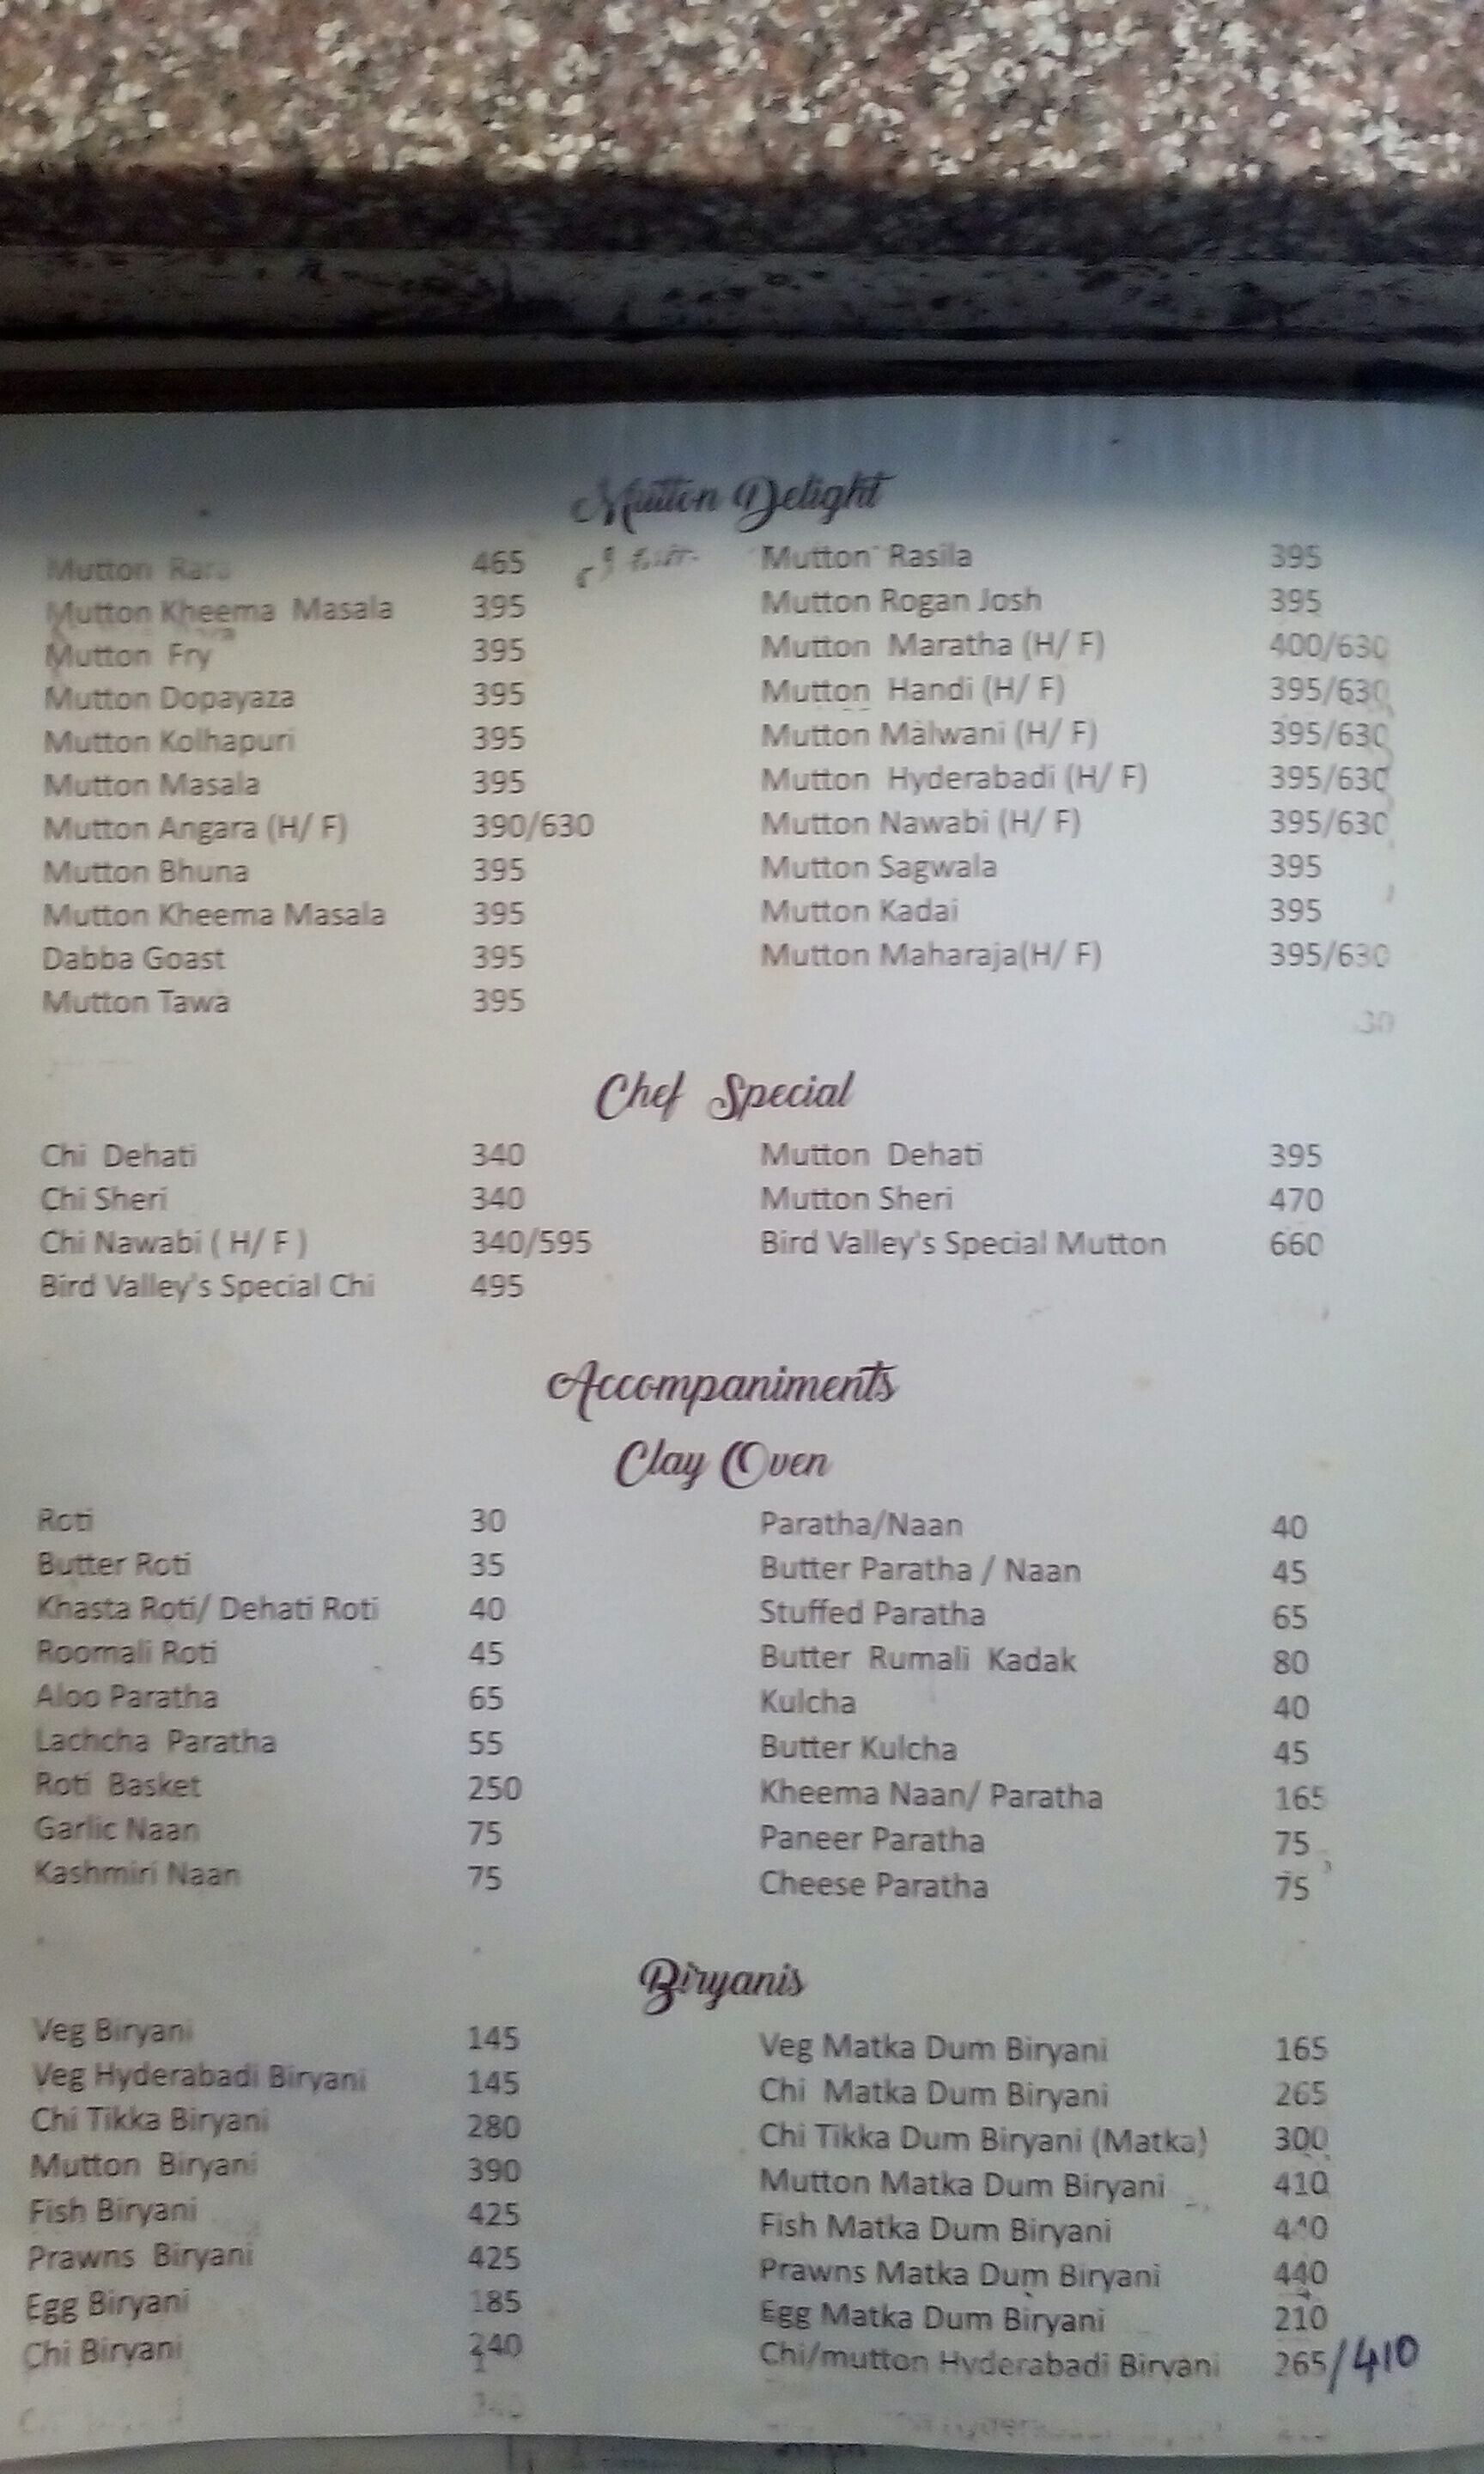 Mutton Delight
Mutton Rara 465 Mutton Rasila 395
Mutton Kheema Masala 395 Mutton Rogan Josh 395
Mutton Fry 395 Mutton Maratha (H/ F) 400/630
Mutton Dopayaza 395 Mutton Handi (H/ F) 395/630
Mutton Kolhapuri 395 Mutton Malwani (H/ F) 395/630
Mutton Masala 395 Mutton Hyderabadi (H/ F) 395/630
Mutton Angara (H/ F) 390/630 Mutton Nawabi (H/ F) 395/630
Mutton Bhuna 395 Mutton Sagwala 395
Mutton Kheema Masala 395 Mutton Kadai 395
Dabba Goast 395 Mutton Maharaja(H/ F) 395/630
Mutton Tawa 395
30
Chef Special
Chi Dehati 340 Mutton Dehati 395
Chi Sheri 340 Mutton Sheri 470
Chi Nawabi ( H/ F ) 340/595 Bird Valley's Special Mutton 660
Bird Valley's Special Chi 495
Accompaniments
Clay Oven
Roti 30 Paratha/Naan 40
Butter Roti 35 Butter Paratha / Naan 45
Khasta Roti/ Dehati Roti 40 Stuffed Paratha 65
Roomali Roti 45 Butter Rumali Kadak 80
Aloo Paratha 65 Kulcha 40
Lachcha Paratha 55 Butter Kulcha 45
Roti Basket 250 Kheema Naan/ Paratha 165
Garlic Naan 75 Paneer Paratha 75
Kashmiri Naan 75 Cheese Paratha 75
Biryanis
Veg Biryani 145 Veg Matka Dum Biryani 165
Veg Hyderabadi Biryani 145 Chi Matka Dum Biryani 265
Chi Tikka Biryani 280 Chi Tikka Dum Biryani (Matka) 300
Mutton Biryani 390 Mutton Matka Dum Biryani 410
Fish Biryani 425 Fish Matka Dum Biryani 440
Prawns Biryani 425 Prawns Matka Dum Biryani 440
Egg Biryani 185 Egg Matka Dum Biryani 210
Chi Biryani 240 Chi/mutton Hyderabadi Biryani 265/410